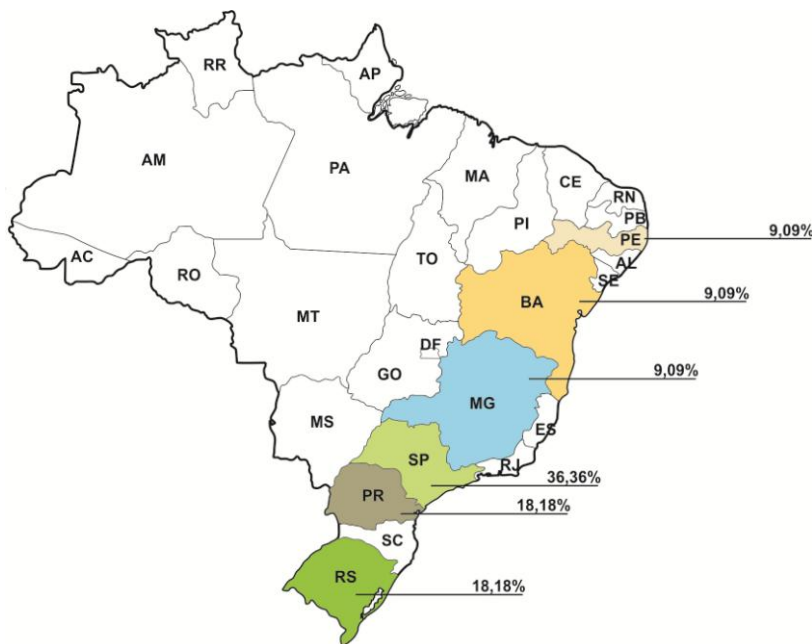 RR
AP
AM
PA
MA
CE
RN
PB
PI
PE
9,09%
AL
SE
AC
RO
TO
BA
9,09%
MT
DF
GO
MG
9,09%
MS
ES
SP
RJ
36,36%
PR
18,18%
SC
RS
18,18%